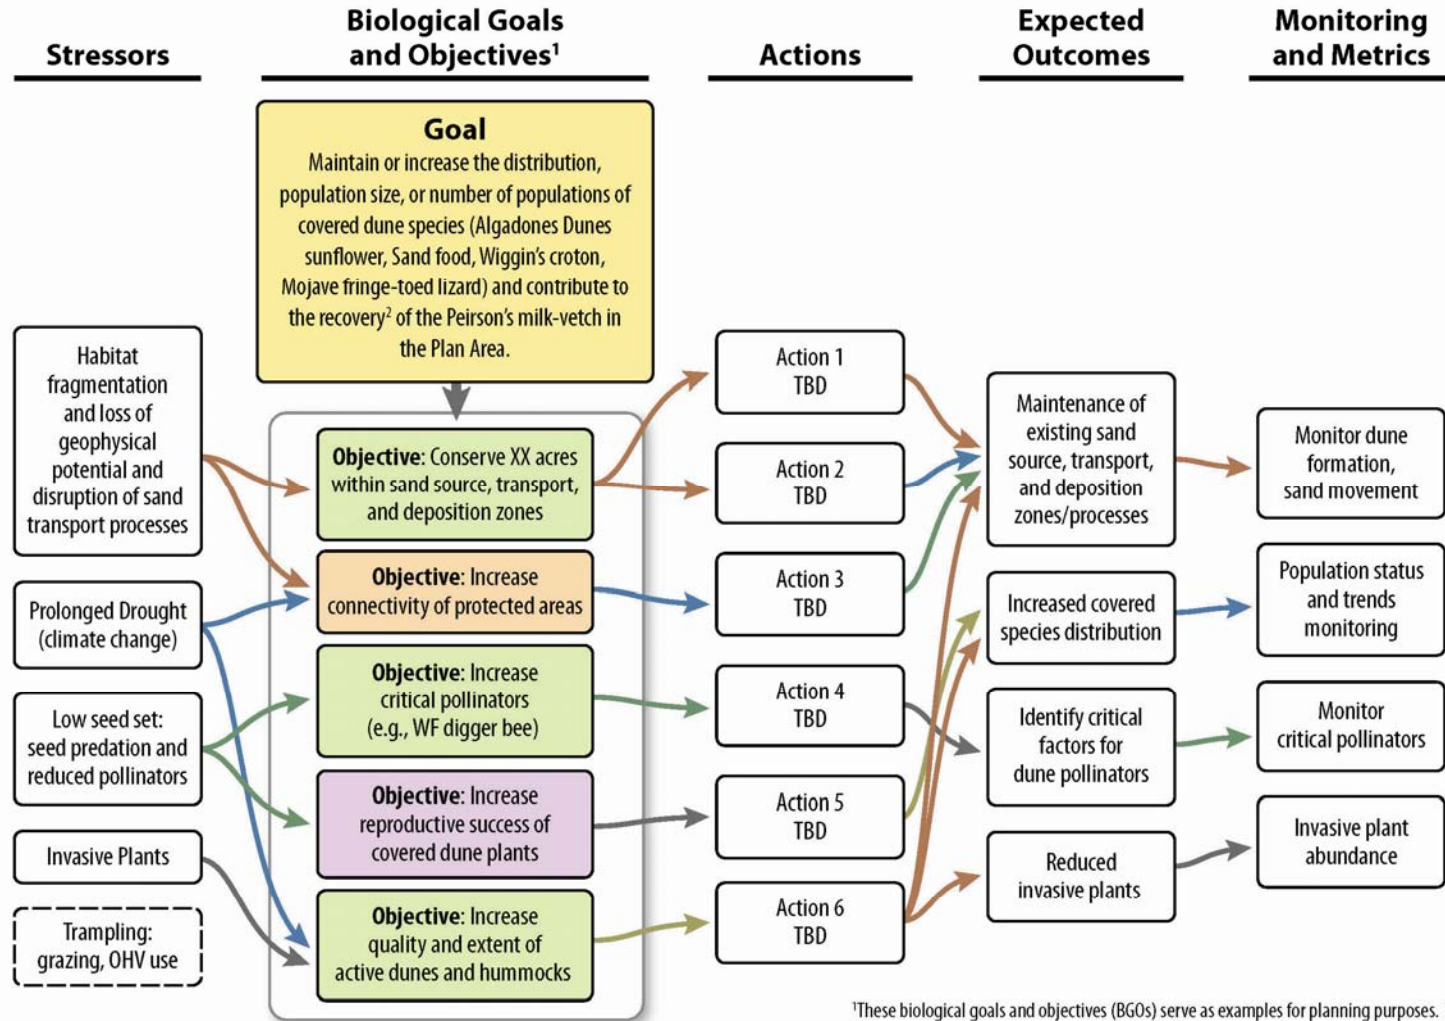 Stressors
Biological Goals
and Objectives¹
Actions
Expected
Outcomes
Monitoring
and Metrics
Goal
Maintain or increase the distribution,
population size, or number of populations of
covered dune species (Algadones Dunes
sunflower, Sand food, Wiggin's croton,
Mojave fringe-toed lizard) and contribute to
the recovery² of the Peirson's milk-vetch in
the Plan Area.
Habitat
fragmentation
and loss of
geophysical
potential and
disruption of sand
transport processes
Prolonged Drought
(climate change)
Low seed set:
seed predation and
reduced pollinators
Invasive Plants
Trampling:
grazing, OHV use
Objective: Conserve XX acres
within sand source, transport,
and deposition zones
Objective: Increase
connectivity of protected areas
Objective: Increase
critical pollinators
(e.g., WF digger bee)
Objective: Increase
reproductive success of
covered dune plants
Objective: Increase
quality and extent of
active dunes and hummocks
Action 1
TBD
Action 2
TBD
Action 3
TBD
Action 4
TBD
Action 5
TBD
Action 6
TBD
Maintenance of
existing sand
source, transport,
and deposition
zones/processes
Increased covered
species distribution
Identify critical
factors for
dune pollinators
Reduced
invasive plants
Monitor dune
formation,
sand movement
Population status
and trends
monitoring
Monitor
critical pollinators
Invasive plant
abundance
¹These biological goals and objectives (BGOs) serve as examples for planning purposes.